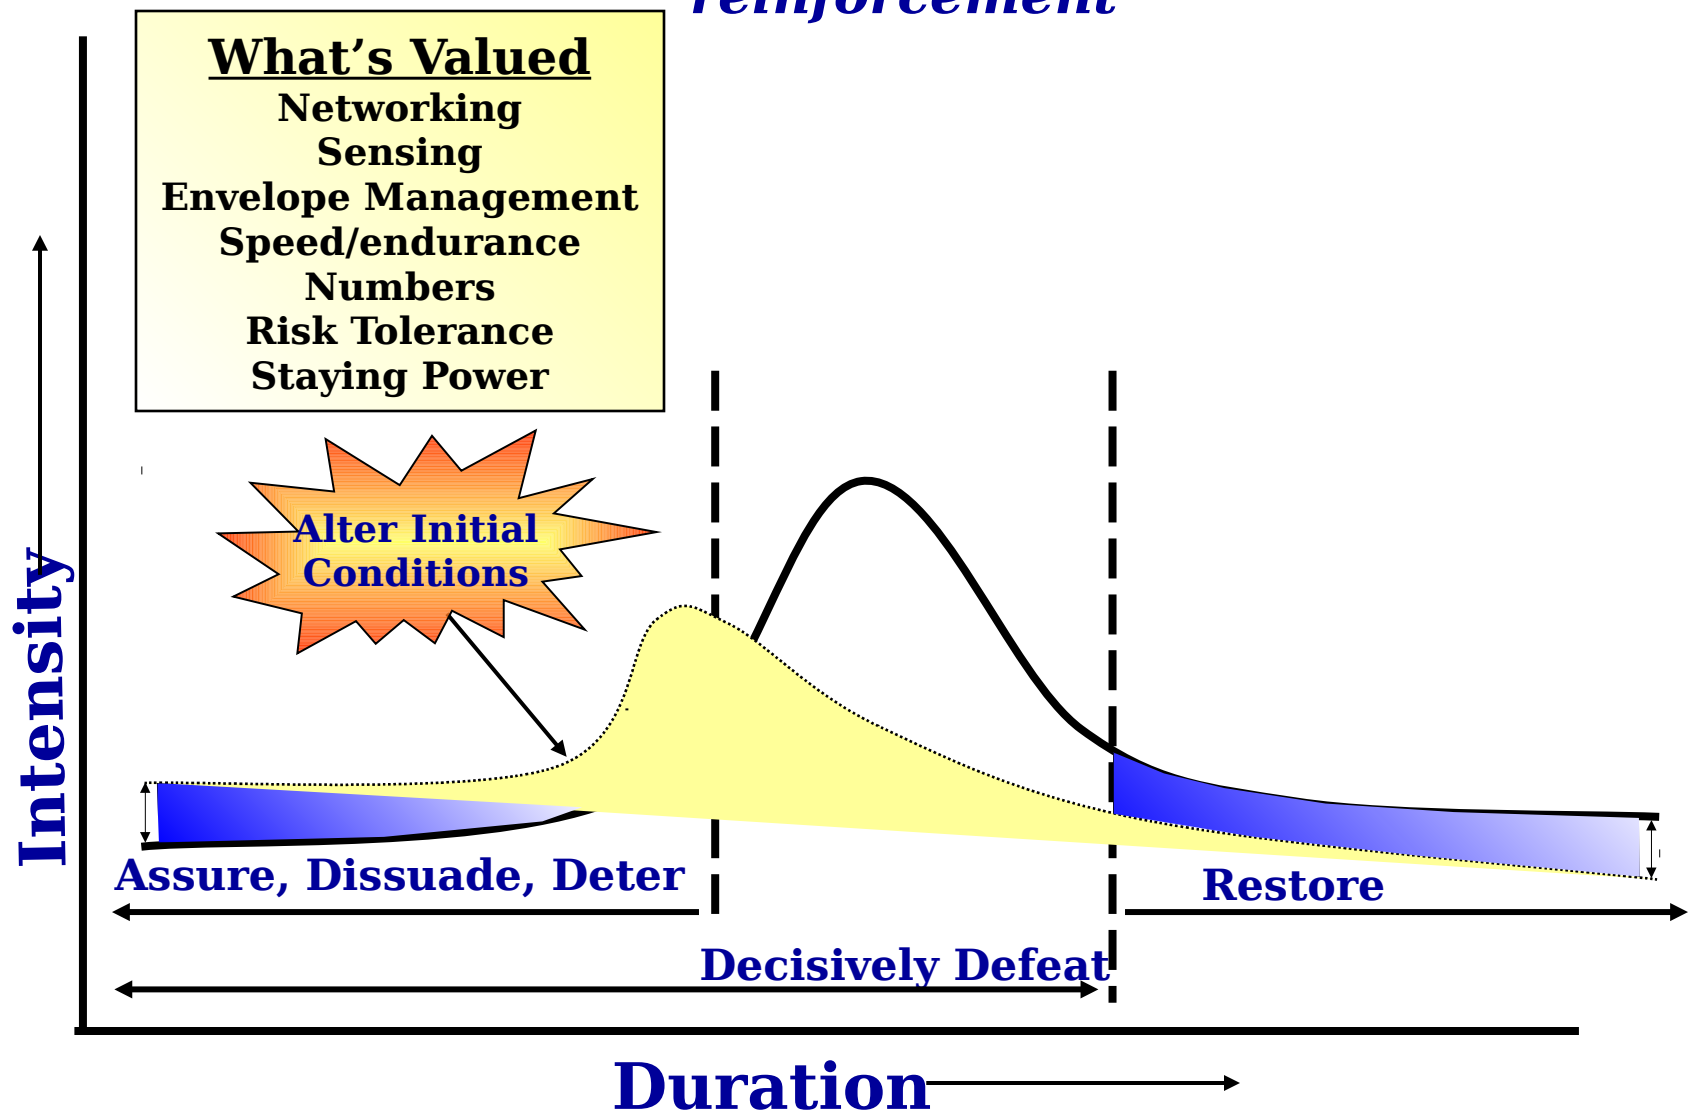 reinforcement
What’s Valued
Networking
Sensing
Envelope Management
Speed/endurance
Numbers
Risk Tolerance
Staying Power
Alter Initial
Conditions
Intensity
Assure, Dissuade, Deter
Restore
Decisively Defeat
Duration